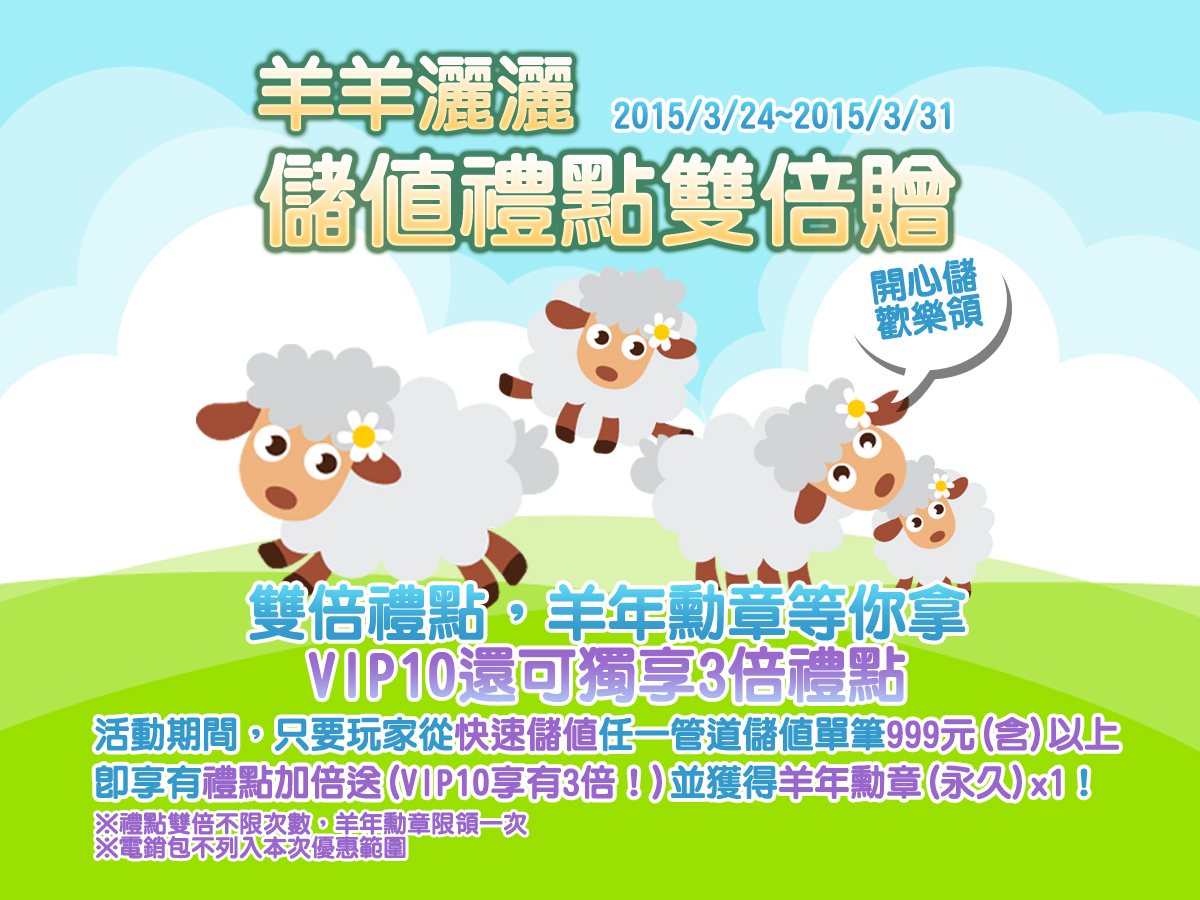 羊羊灑灑
2015/3/24~2015/3/31
儲值禮點雙倍贈
開心儲
歡樂領
雙倍禮點，羊年勳章等你拿
VIP10還可獨享3倍禮點
活動期間，只要玩家從快速儲值任一管道儲值單筆999元(含)以上
即享有禮點加倍送(VIP10享有3倍！)並獲得羊年勳章(永久)x1！
※禮點雙倍不限次數，羊年勳章限領一次
※電銷包不列入本次優惠範圍